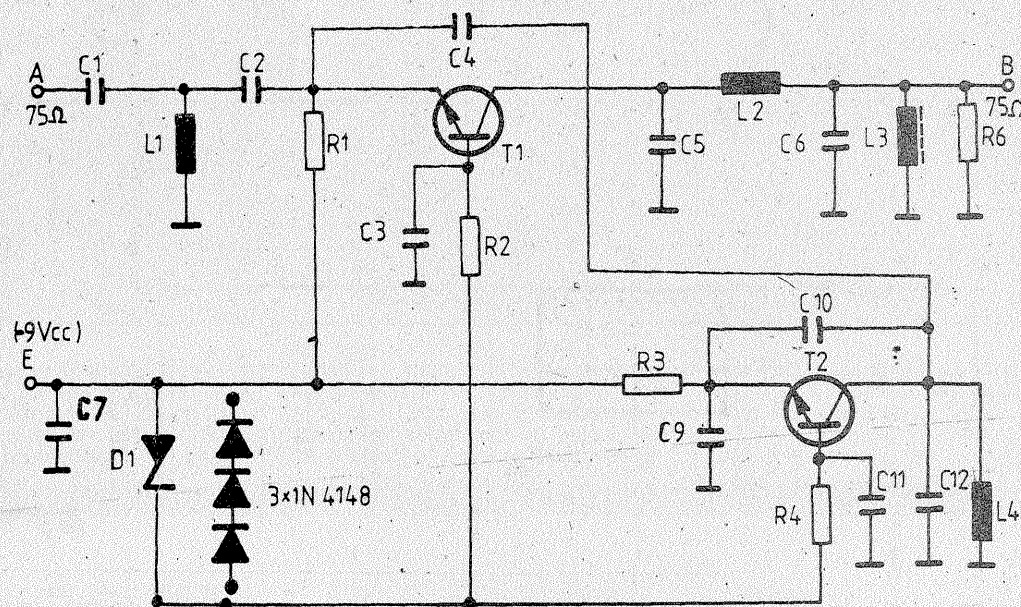 C4
A
C1
C2
B
75Ω
L1
R1
T1
C5
L2
C6
L3
R6
75Ω
C3
R2
(-9Vcc)
E
C10
R3
T2
C7
C9
D1
3×1N 4148
R4
C11
C12
L4